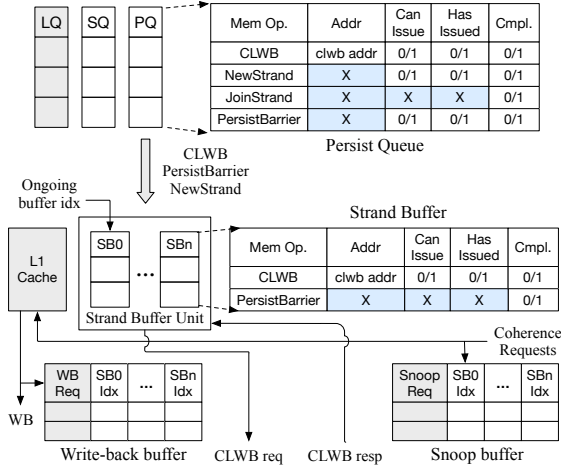 LQ SQ PQ
Mem Op. Addr Can Issue Has Issued Cmpl.
CLWB clwb addr 0/1 0/1 0/1
NewStrand X 0/1 0/1 0/1
JoinStrand X X X 0/1
PersistBarrier X 0/1 0/1 0/1
Persist Queue
CLWB
PersistBarrier
NewStrand
Ongoing
buffer idx
Strand Buffer
L1
Cache
SB0 ... SBn
Strand Buffer Unit
Mem Op. Addr Can Issue Has Issued Cmpl.
CLWB clwb addr 0/1 0/1 0/1
PersistBarrier X X X 0/1
Coherence
Requests
WB Req SB0 Idx ... SBn Idx
Snoop Req SB0 Idx ... SBn Idx
WB
Write-back buffer
CLWB req
CLWB resp
Snoop buffer